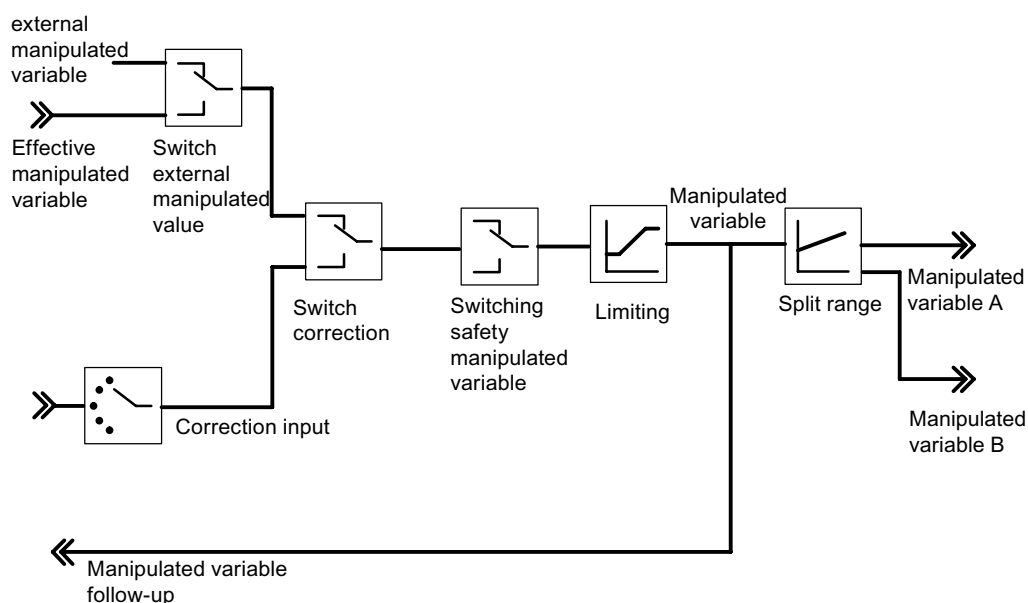 external
manipulated
variable
Effective
manipulated
variable
Switch
external
manipulated
value
Switch
correction
Switching
safety
manipulated
variable
Limiting
Manipulated
variable
Split range
Manipulated
variable A
Manipulated
variable B
Correction input
Manipulated variable
follow-up